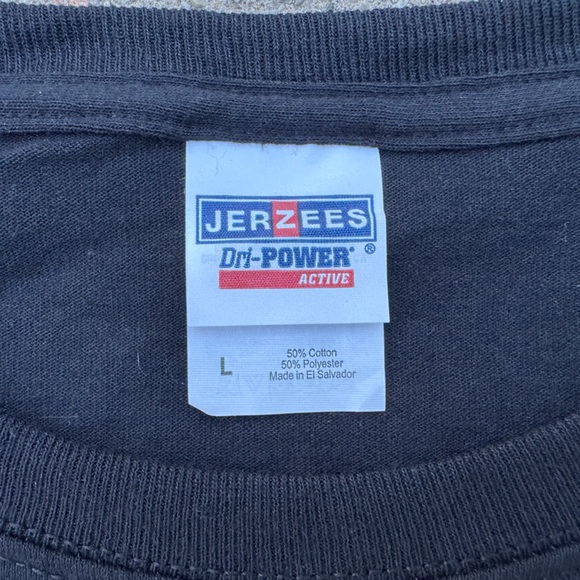 JERZEES
Dri-POWER® ®
ACTIVE
L
50% Cotton
50% Polyester
Made in El Salvador